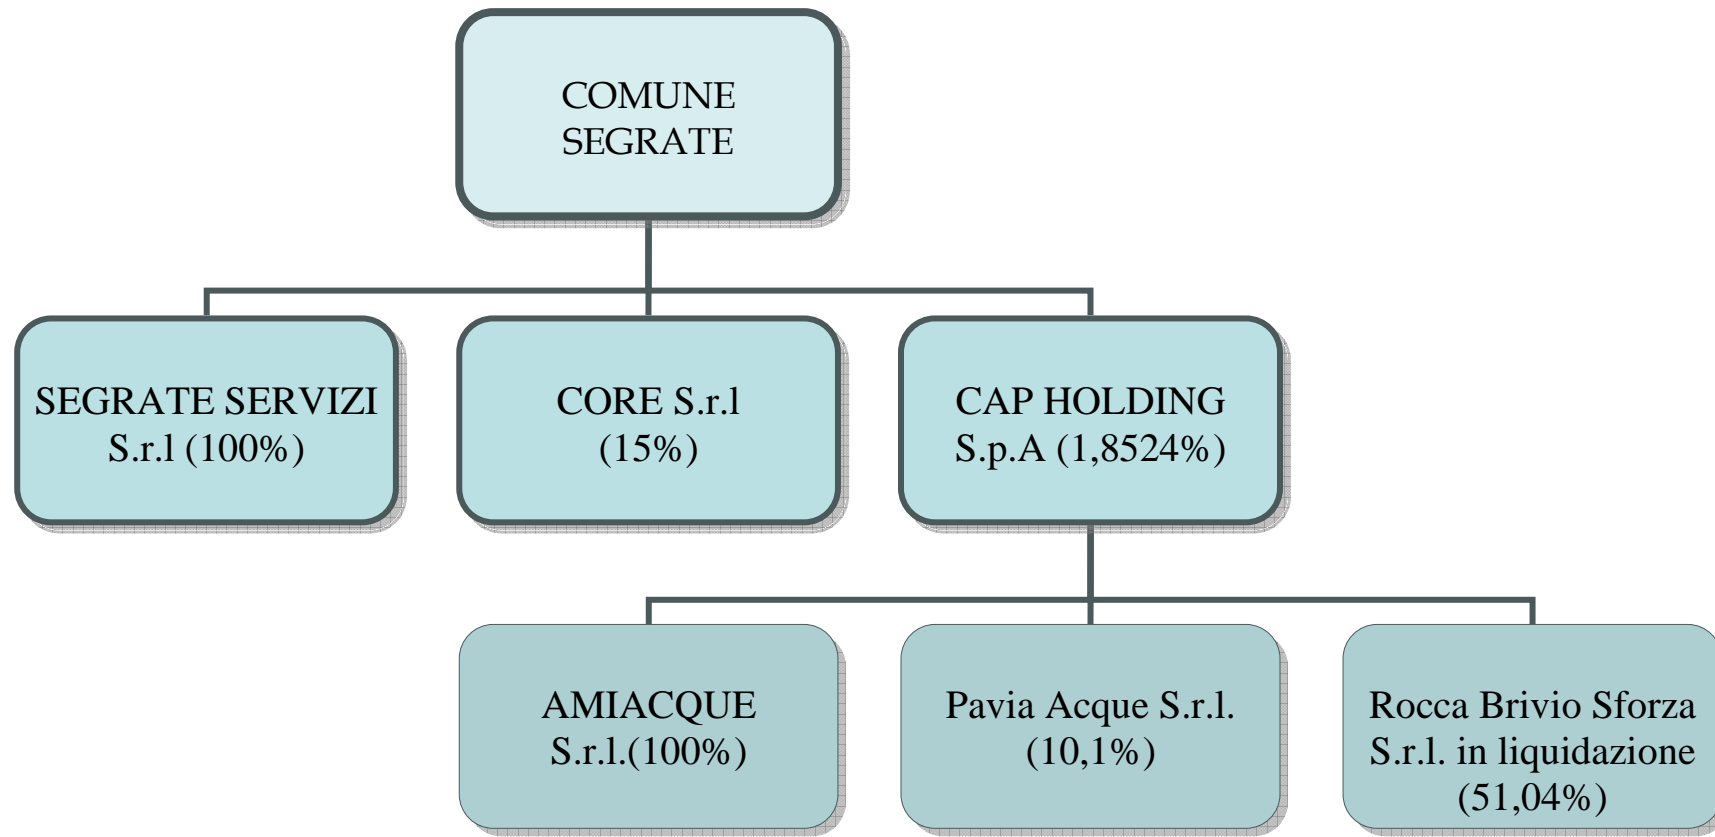 COMUNE
SEGRATE
SEGRATE SERVIZI
S.r.l (100%)
CORE S.r.l
(15%)
CAP HOLDING
S.p.A (1,8524%)
AMIACQUE
S.r.l.(100%)
Pavia Acque S.r.l.
(10,1%)
Rocca Brivio Sforza
S.r.l. in liquidazione
(51,04%)